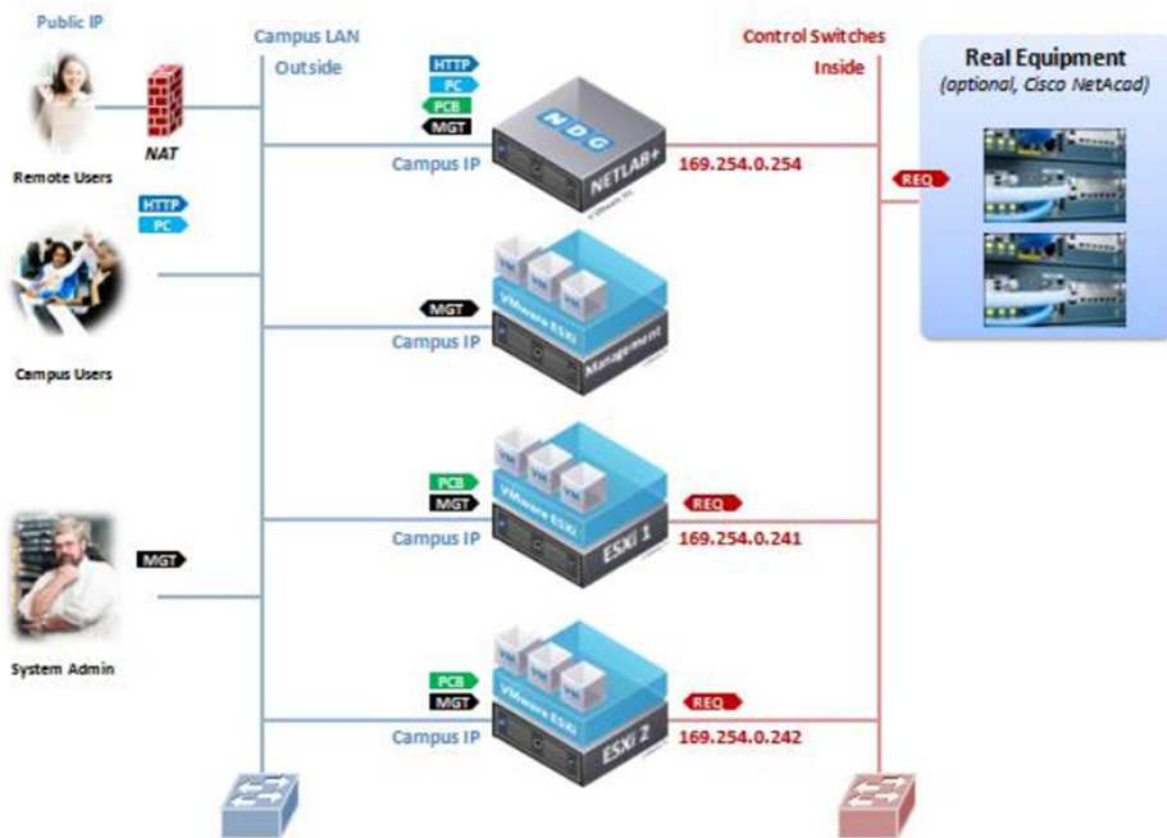 Public IP
Campus LAN
Outside
Control Switches
Inside
Real Equipment
(optional, Cisco NetAcad)
HTTP
PC
PCB
MGT
NDG
NETLAB+
NAT
Remote Users
Campus IP
169.254.0.254
REQ
HTTP
PC
Campus Users
MGT
VM
VM
VM
VMware ESXi
Management
Campus IP
PCB
MGT
VM
VM
VM
VMware ESXi
ESXi 1
REQ
Campus IP
169.254.0.241
MGT
System Admin
PCB
MGT
VM
VM
VM
VMware ESXi
ESXi 2
REQ
Campus IP
169.254.0.242